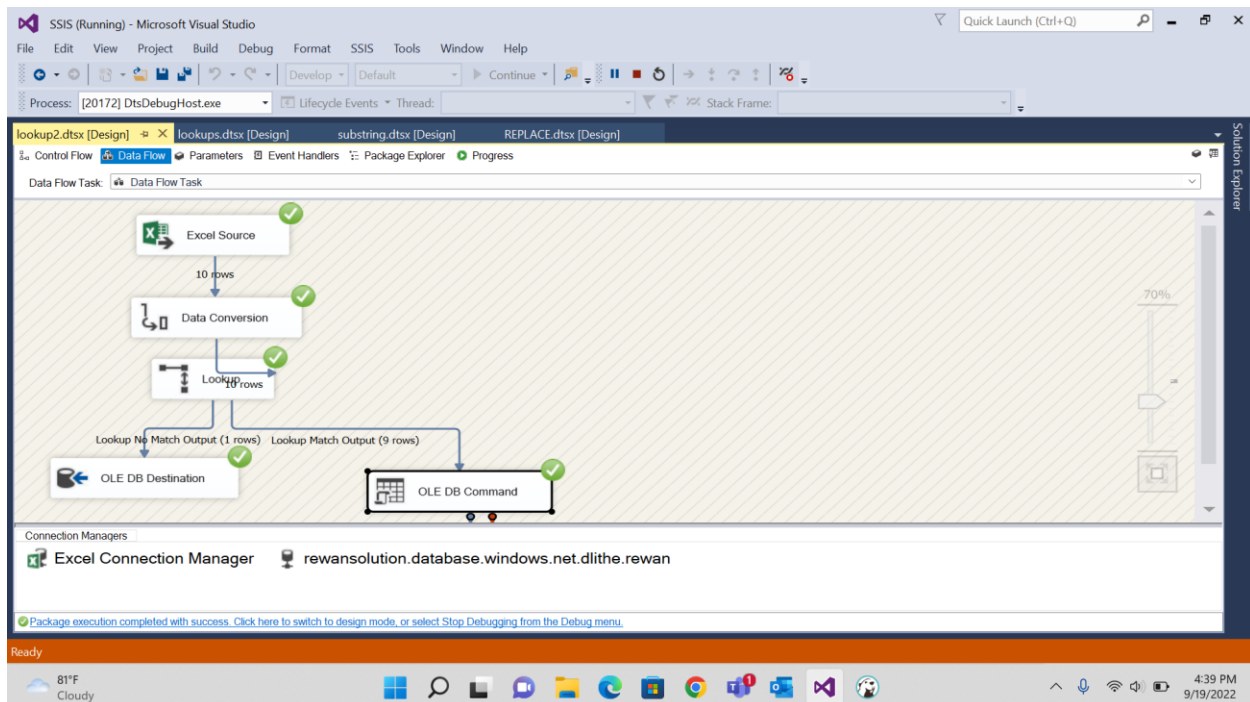 SSIS (Running) - Microsoft Visual Studio
Quick Launch (Ctrl+Q)
File Edit View Project Build Debug Format SSIS Tools Window Help
Develop Default Continue
Process: [20172] DtsDebugHost.exe Lifecycle Events Thread: Stack Frame:
lookup2.dtsx [Design] lookups.dtsx [Design] substring.dtsx [Design] REPLACE.dtsx [Design]
Control Flow Data Flow Parameters Event Handlers Package Explorer Progress
Solution Explorer
Data Flow Task: Data Flow Task
Excel Source
10 rows
70%
Data Conversion
Lookup
10 rows
Lookup No Match Output (1 rows) Lookup Match Output (9 rows)
OLE DB Destination
OLE DB Command
Connection Managers
Excel Connection Manager rewansolution.database.windows.net.dlithe.rewan
Package execution completed with success. Click here to switch to design mode, or select Stop Debugging from the Debug menu.
Ready
81°F
Cloudy
4:39 PM
9/19/2022